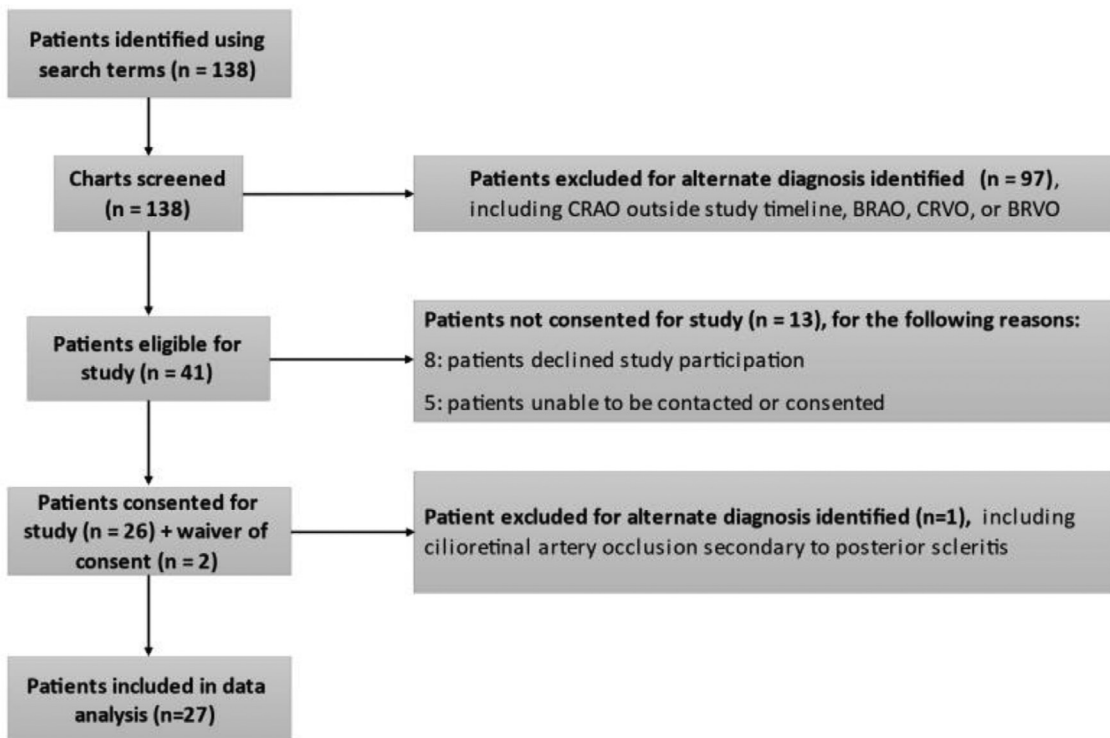 Patients identified using
search terms (n = 138)
Charts screened
(n = 138)
Patients excluded for alternate diagnosis identified (n = 97),
including CRAO outside study timeline, BRAO, CRVO, or BRVO
Patients eligible for
study (n = 41)
Patients not consented for study (n = 13), for the following reasons:
8: patients declined study participation
5: patients unable to be contacted or consented
Patients consented for
study (n = 26) + waiver of
consent (n = 2)
Patient excluded for alternate diagnosis identified (n=1), including
cilioretinal artery occlusion secondary to posterior scleritis
Patients included in data
analysis (n=27)